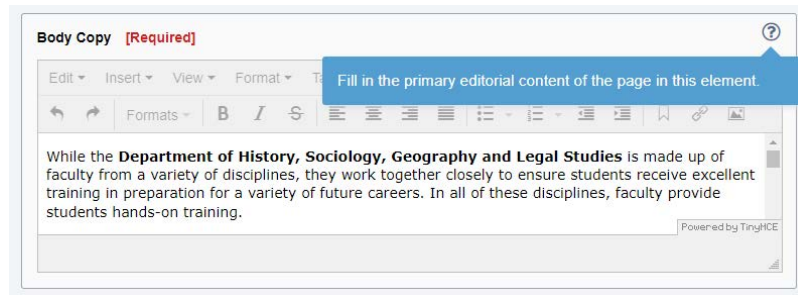 Body Copy [Required]
Fill in the primary editorial content of the page in this element.
Edit Insert View Format
Formats B I S
While the Department of History, Sociology, Geography and Legal Studies is made up of
faculty from a variety of disciplines, they work together closely to ensure students receive excellent
training in preparation for a variety of future careers. In all of these disciplines, faculty provide
students hands-on training.
Powered by TinyMCE